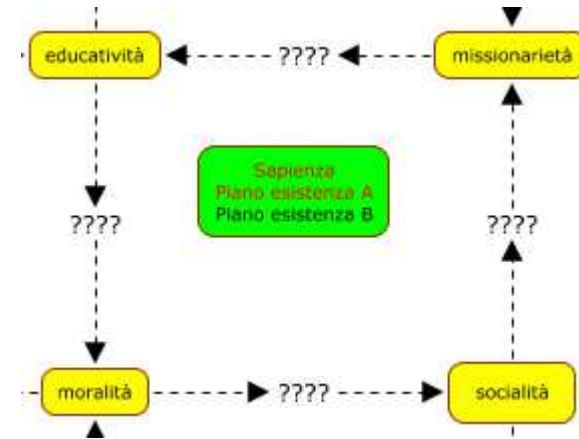 educatività
????
missionarietà
Sapienza
Piano esistenza A
Piano esistenza B
????
????
moralità
????
socialità